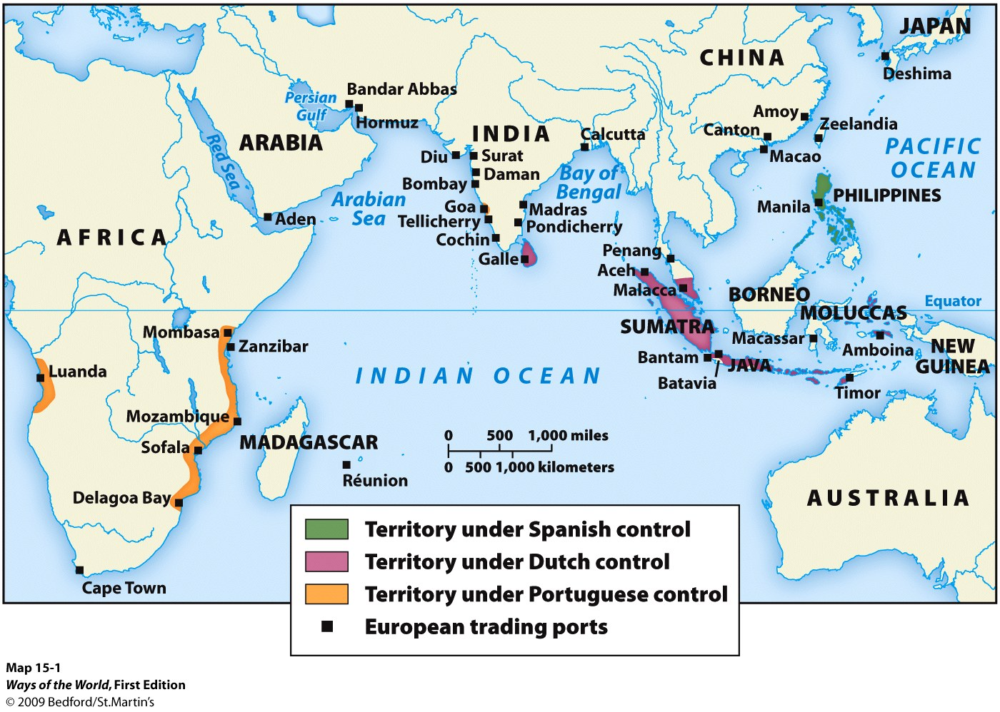 JAPAN
CHINA
Deshima
Persian
Gulf
Bandar Abbas
Hormuz
Amoy
Zeelandia
Canton
Macao
ARABIA
Red Sea
INDIA
Calcutta
Diu
Surat
Daman
Bombay
Bay of
Bengal
PACIFIC
OCEAN
Arabian
Sea
Goa
Tellicherry
Cochin
Galle
Madras
Pondicherry
Manila
PHILIPPINES
Aden
AFRICA
Penang
Aceh
Malacca
BORNEO
MOLUCCAS
Equator
SUMATRA
Macassar
Amboina
NEW
GUINEA
Mombasa
Zanzibar
Luanda
Bantam
JAVA
Batavia
Timor
INDIAN OCEAN
Mozambique
MADAGASCAR
Sofala
Réunion
Delagoa Bay
Cape Town
0 500 1,000 miles
0 500 1,000 kilometers
AUSTRALIA
Territory under Spanish control
Territory under Dutch control
Territory under Portuguese control
European trading ports
Map 15-1
Ways of the World, First Edition
© 2009 Bedford/St.Martin's